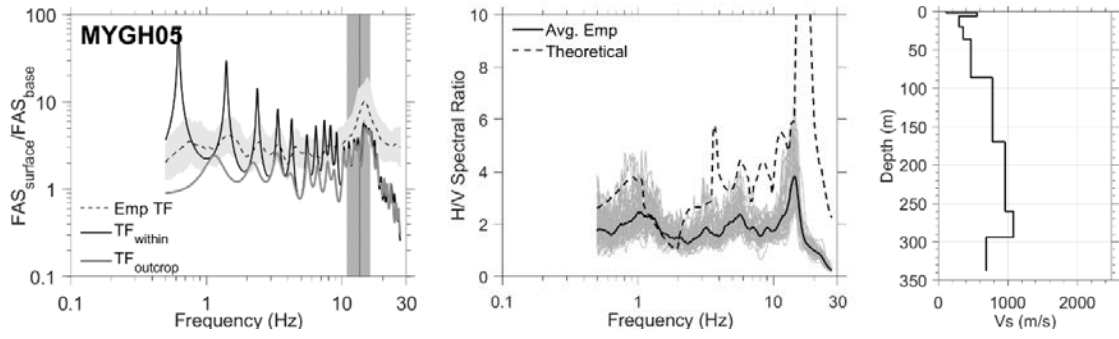 MYGH05
FAS_surface/FAS_base
100
10
1
0.1
Emp TF
TF_within
TF_outcrop
0.1
1
10
30
Frequency (Hz)
H/V Spectral Ratio
10
8
6
4
2
0
Avg. Emp
Theoretical
0.1
1
10
30
Frequency (Hz)
Depth (m)
0
50
100
150
200
250
300
350
0
1000
2000
Vs (m/s)